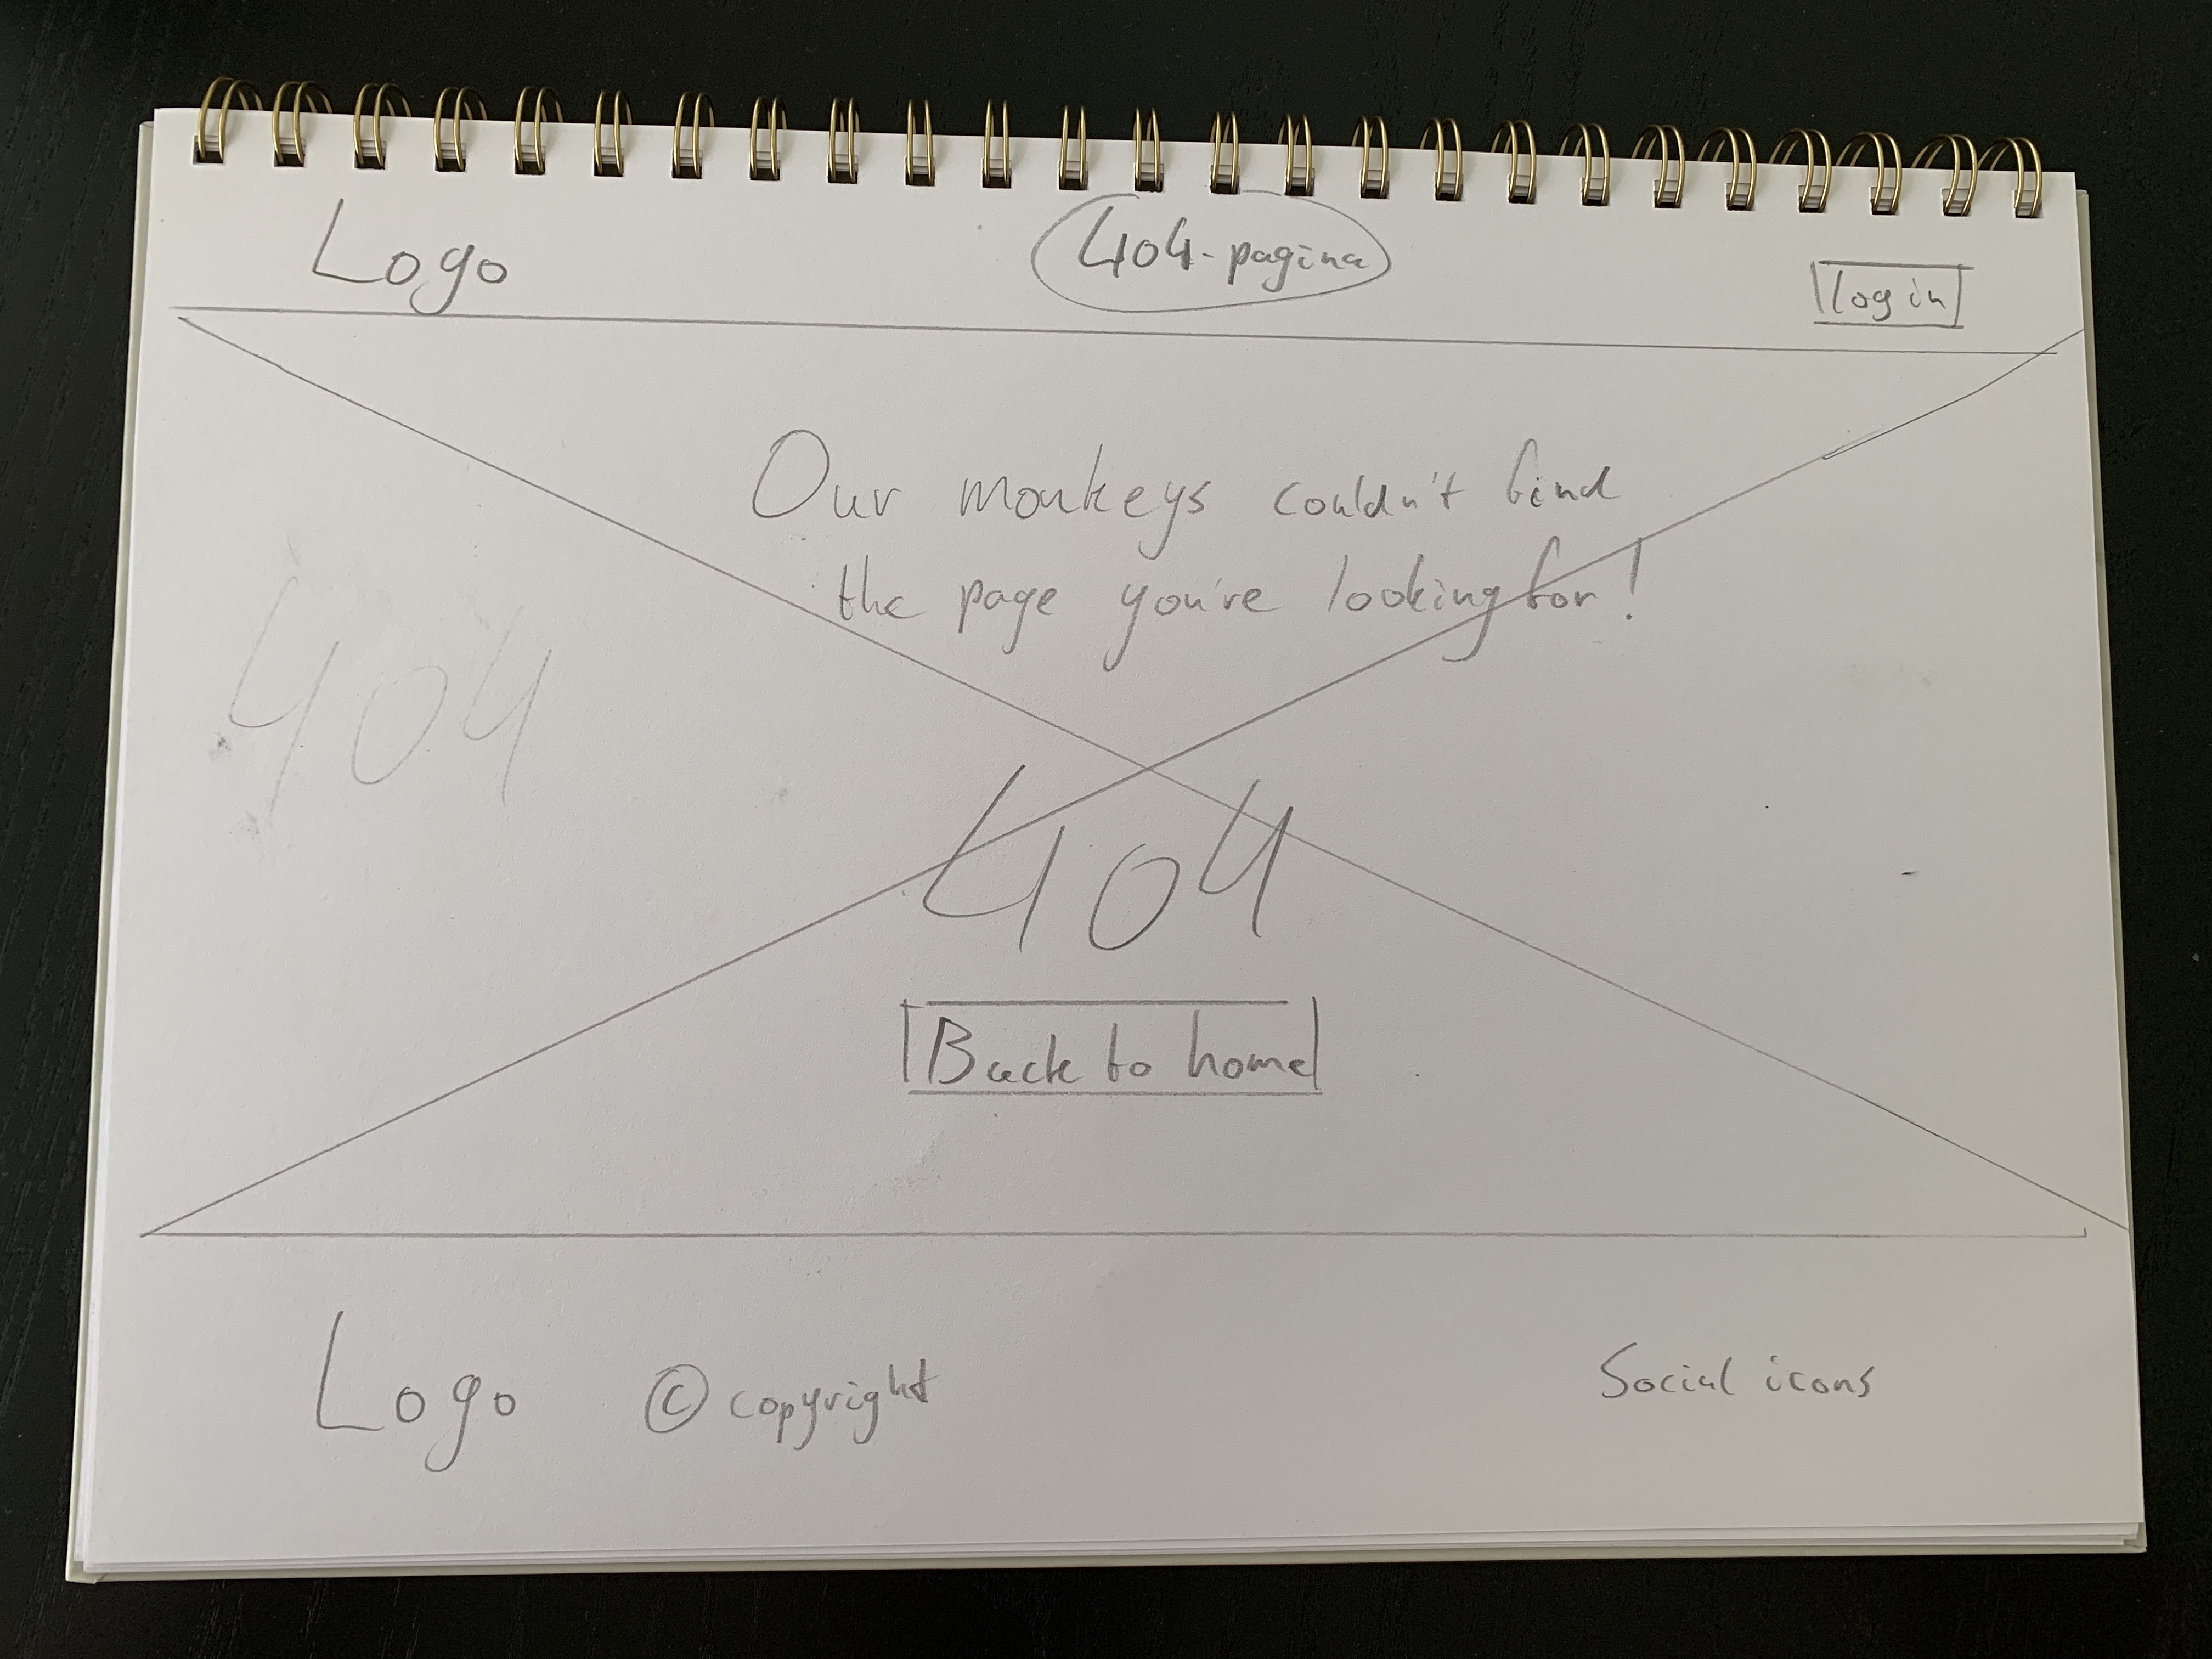 Logo
404-pagina
log in
Our monkeys couldn't find
the page you're looking for!
404
404
Back to home
Logo © copyright
Social icons